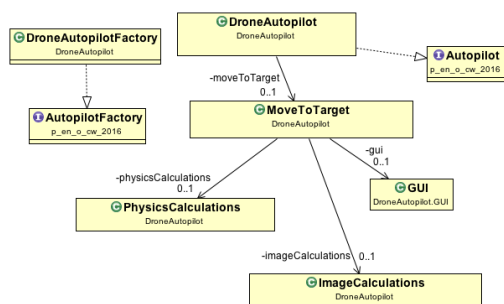 C DroneAutopilotFactory
DroneAutopilot
C DroneAutopilot
DroneAutopilot
I Autopilot
p_en_o_cw_2016
-moveToTarget
0..1
I AutopilotFactory
p_en_o_cw_2016
C MoveToTarget
DroneAutopilot
-gui
0..1
-physicsCalculations
0..1
C GUI
DroneAutopilot.GUI
C PhysicsCalculations
DroneAutopilot
-imageCalculations
0..1
C ImageCalculations
DroneAutopilot